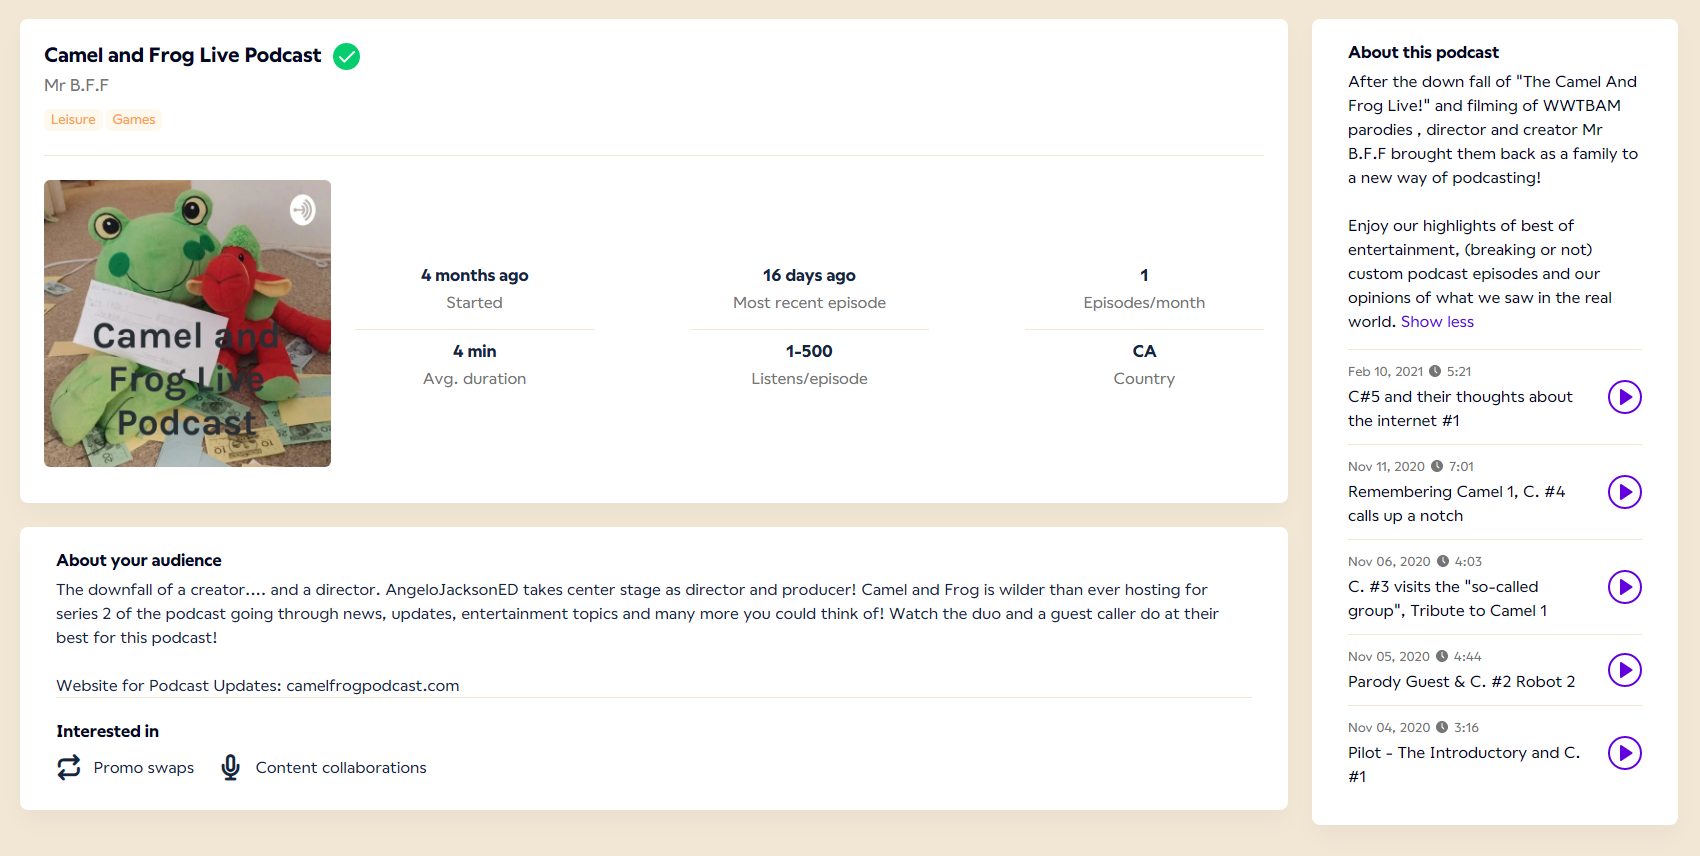 Camel and Frog Live Podcast
Mr B.F.F
Leisure Games
Camel and
Frog Live
Podcast
4 months ago
Started
16 days ago
Most recent episode
1
Episodes/month
4 min
Avg. duration
1-500
Listens/episode
CA
Country
About your audience
The downfall of a creator.... and a director. AngeloJacksonED takes center stage as director and producer! Camel and Frog is wilder than ever hosting for
series 2 of the podcast going through news, updates, entertainment topics and many more you could think of! Watch the duo and a guest caller do at their
best for this podcast!
Website for Podcast Updates: camelfrogpodcast.com
Interested in
Promo swaps Content collaborations
About this podcast
After the down fall of "The Camel And
Frog Live!" and filming of WWTBAM
parodies , director and creator Mr
B.F.F brought them back as a family to
a new way of podcasting!
Enjoy our highlights of best of
entertainment, (breaking or not)
custom podcast episodes and our
opinions of what we saw in the real
world. Show less
Feb 10, 2021 5:21
C#5 and their thoughts about
the internet #1
Nov 11, 2020 7:01
Remembering Camel 1, C. #4
calls up a notch
Nov 06, 2020 4:03
C. #3 visits the "so-called
group", Tribute to Camel 1
Nov 05, 2020 4:44
Parody Guest & C. #2 Robot 2
Nov 04, 2020 3:16
Pilot - The Introductory and C.
#1